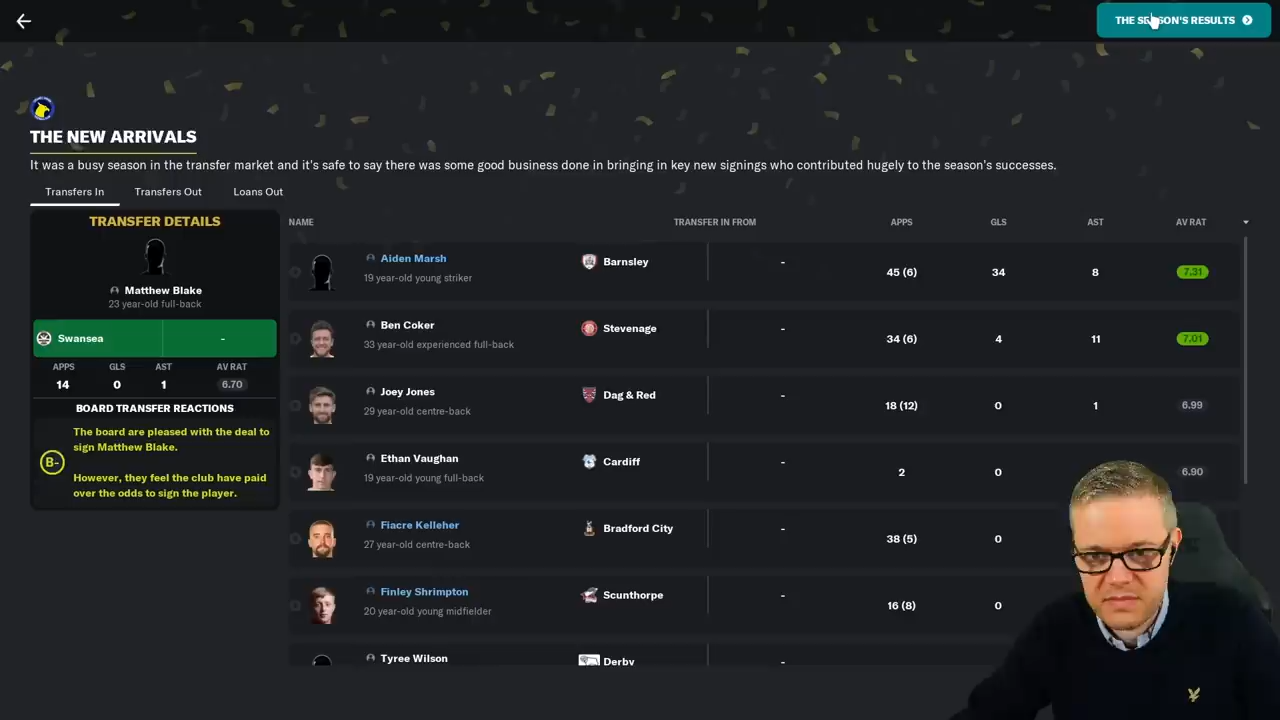 THE SEASON'S RESULTS
THE NEW ARRIVALS
It was a busy season in the transfer market and it's safe to say there was some good business done in bringing in key new signings who contributed hugely to the season's successes.
Transfers In Transfers Out Loans Out
TRANSFER DETAILS
Matthew Blake
23 year-old full-back
Swansea -
APPS GLS AST AV RAT
14 0 1 6.70
BOARD TRANSFER REACTIONS
B-
The board are pleased with the deal to
sign Matthew Blake.
However, they feel the club have paid
over the odds to sign the player.
NAME TRANSFER IN FROM APPS GLS AST AV RAT
Aiden Marsh Barnsley - 45 (6) 34 8 7.31
19 year-old young striker
Ben Coker Stevenage - 34 (6) 4 11 7.01
33 year-old experienced full-back
Joey Jones Dag & Red - 18 (12) 0 1 6.99
29 year-old centre-back
Ethan Vaughan Cardiff - 2 0 6.90
19 year-old young full-back
Fiacre Kelleher Bradford City - 38 (5) 0
27 year-old centre-back
Finley Shrimpton Scunthorpe - 16 (8) 0
20 year-old young midfielder
Tyree Wilson Derby -